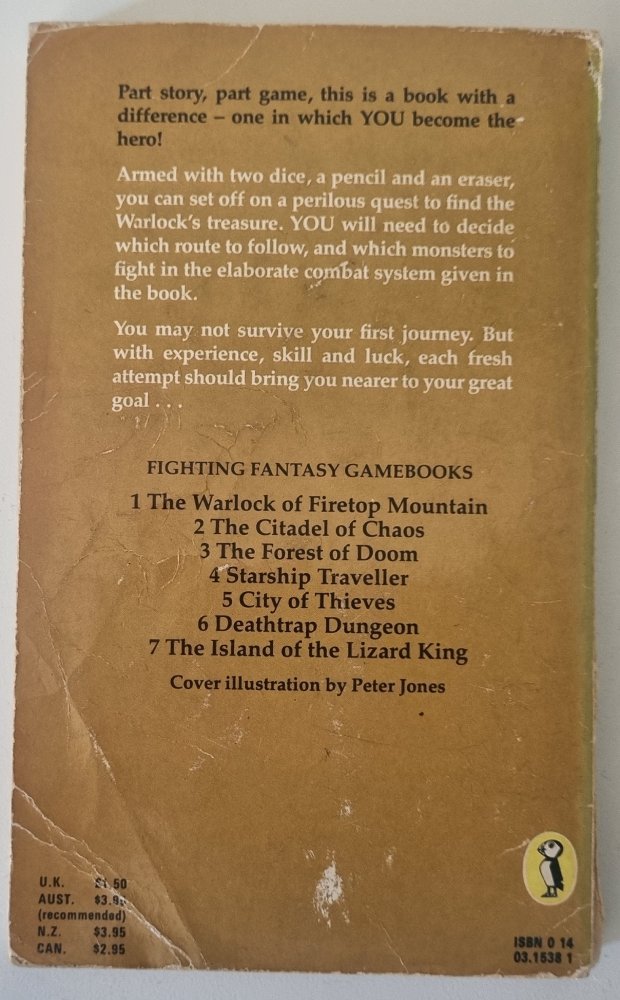 Part story, part game, this is a book with a
difference – one in which YOU become the
hero!
Armed with two dice, a pencil and an eraser,
you can set off on a perilous quest to find the
Warlock's treasure. YOU will need to decide
which route to follow, and which monsters to
fight in the elaborate combat system given in
the book.
You may not survive your first journey. But
with experience, skill and luck, each fresh
attempt should bring you nearer to your great
goal . . .
FIGHTING FANTASY GAMEBOOKS
1 The Warlock of Firetop Mountain
2 The Citadel of Chaos
3 The Forest of Doom
4 Starship Traveller
5 City of Thieves
6 Deathtrap Dungeon
7 The Island of the Lizard King
Cover illustration by Peter Jones
U.K. £1.50
AUST. $3.95
(recommended)
N.Z. $3.95
CAN. $2.95
ISBN 0 14
03.1538 1